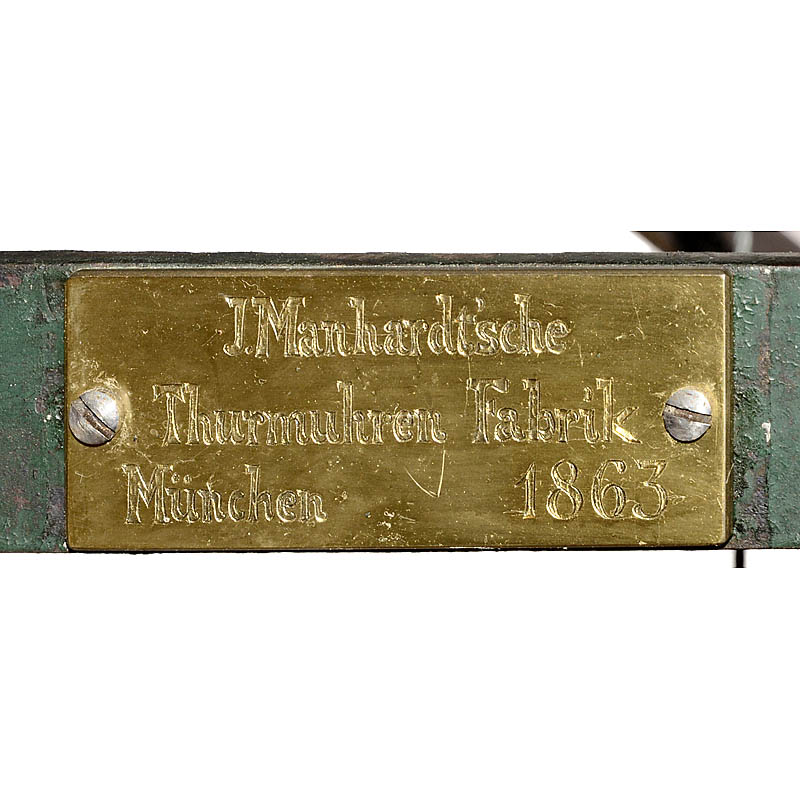 J. Manhardt'sche
Thurmuhren Fabrik
München 1863